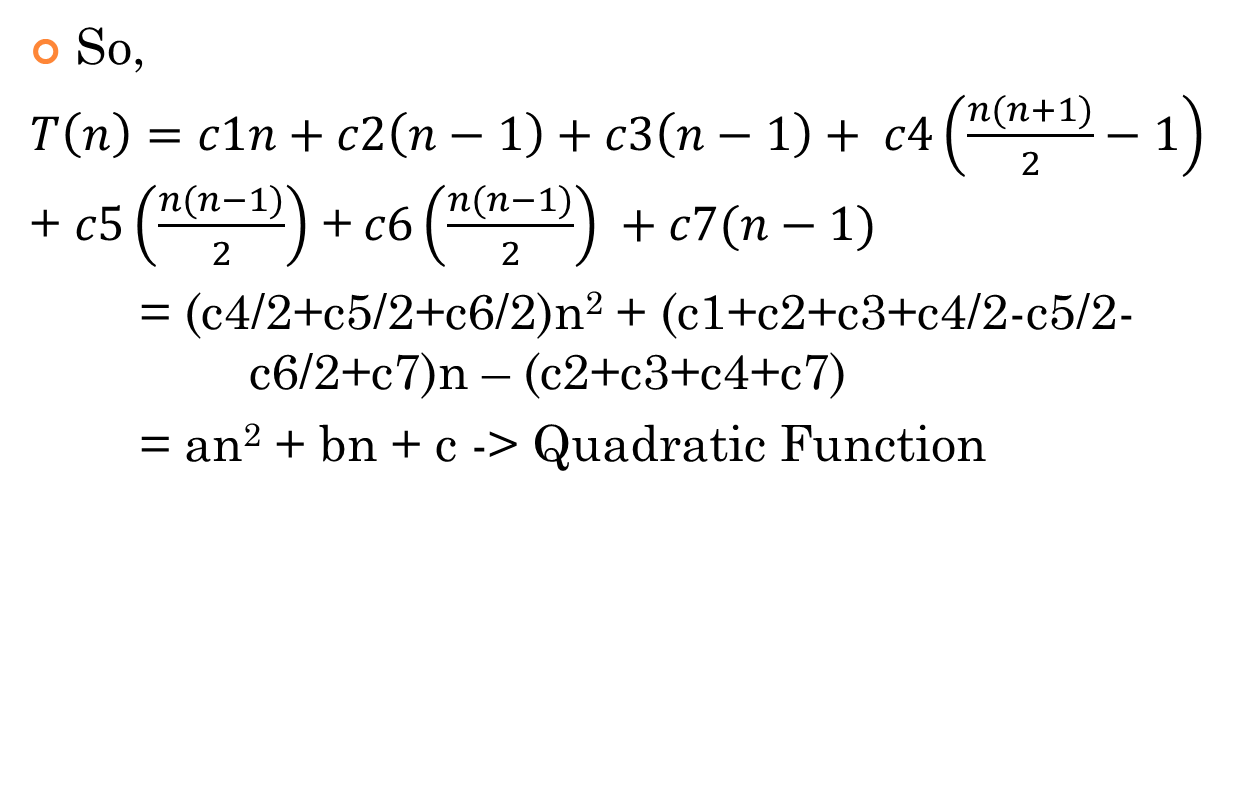 So,
T(n) = c1n + c2(n − 1) + c3(n − 1) + c4(n(n+1)/2 − 1)
+ c5(n(n−1)/2) + c6(n(n−1)/2) + c7(n − 1)
= (c4/2+c5/2+c6/2)n² + (c1+c2+c3+c4/2-c5/2-
c6/2+c7)n – (c2+c3+c4+c7)
= an² + bn + c -> Quadratic Function